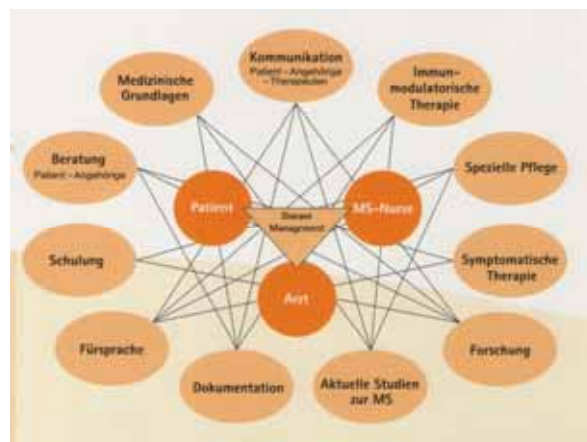 Kommunikation
Patient – Angehörige
– Therapeuten
Medizinische
Grundlagen
Immun-
modulatorische
Therapie
Beratung
Patient – Angehörige
Spezielle Pflege
Patient
MS-Nurse
Disease
Management
Schulung
Symptomatische
Therapie
Arzt
Fürsprache
Forschung
Dokumentation
Aktuelle Studien
zur MS